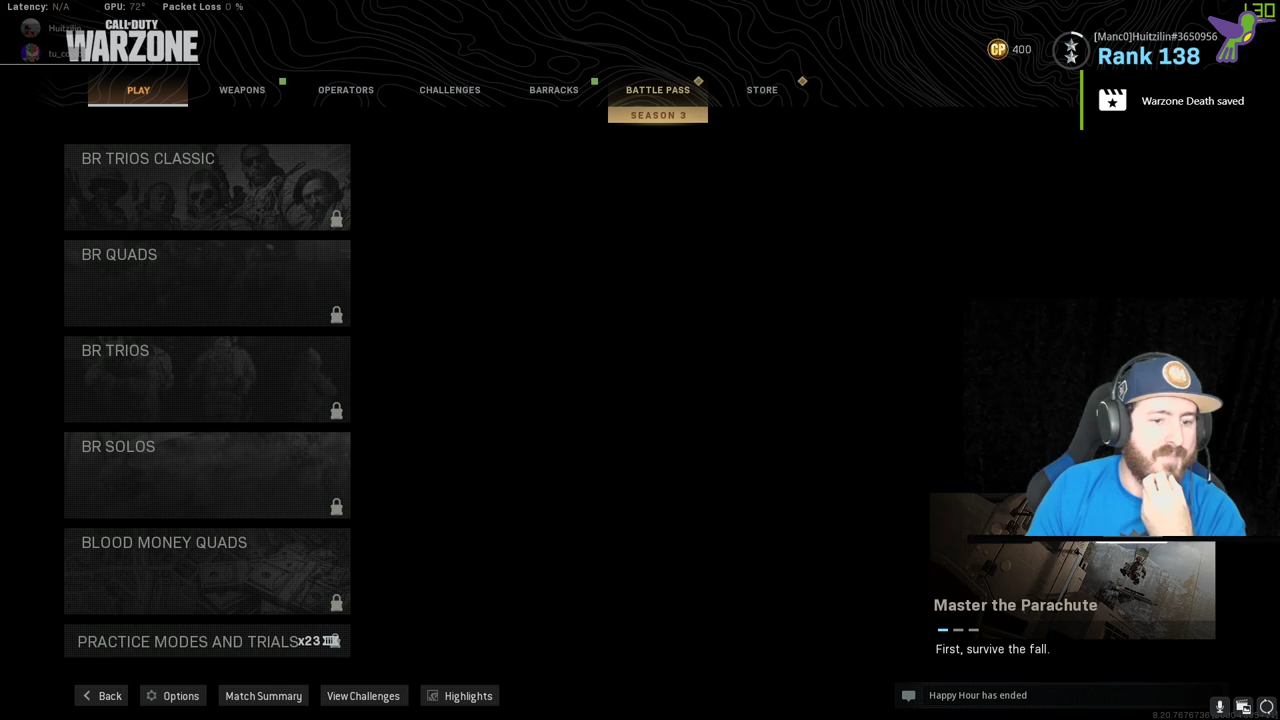 Latency: N/A GPU: 72° Packet Loss 0 %
Huitzilin
CALL·DUTY
WARZONE
400
[Manc0]Huitzilin#3650956
Rank 138
PLAY
WEAPONS
OPERATORS
CHALLENGES
BARRACKS
BATTLE PASS
STORE
SEASON 3
Warzone Death saved
BR TRIOS CLASSIC
BR QUADS
BR TRIOS
BR SOLOS
BLOOD MONEY QUADS
PRACTICE MODES AND TRIALS x23
Master the Parachute
First, survive the fall.
Back
Options
Match Summary
View Challenges
Highlights
Happy Hour has ended